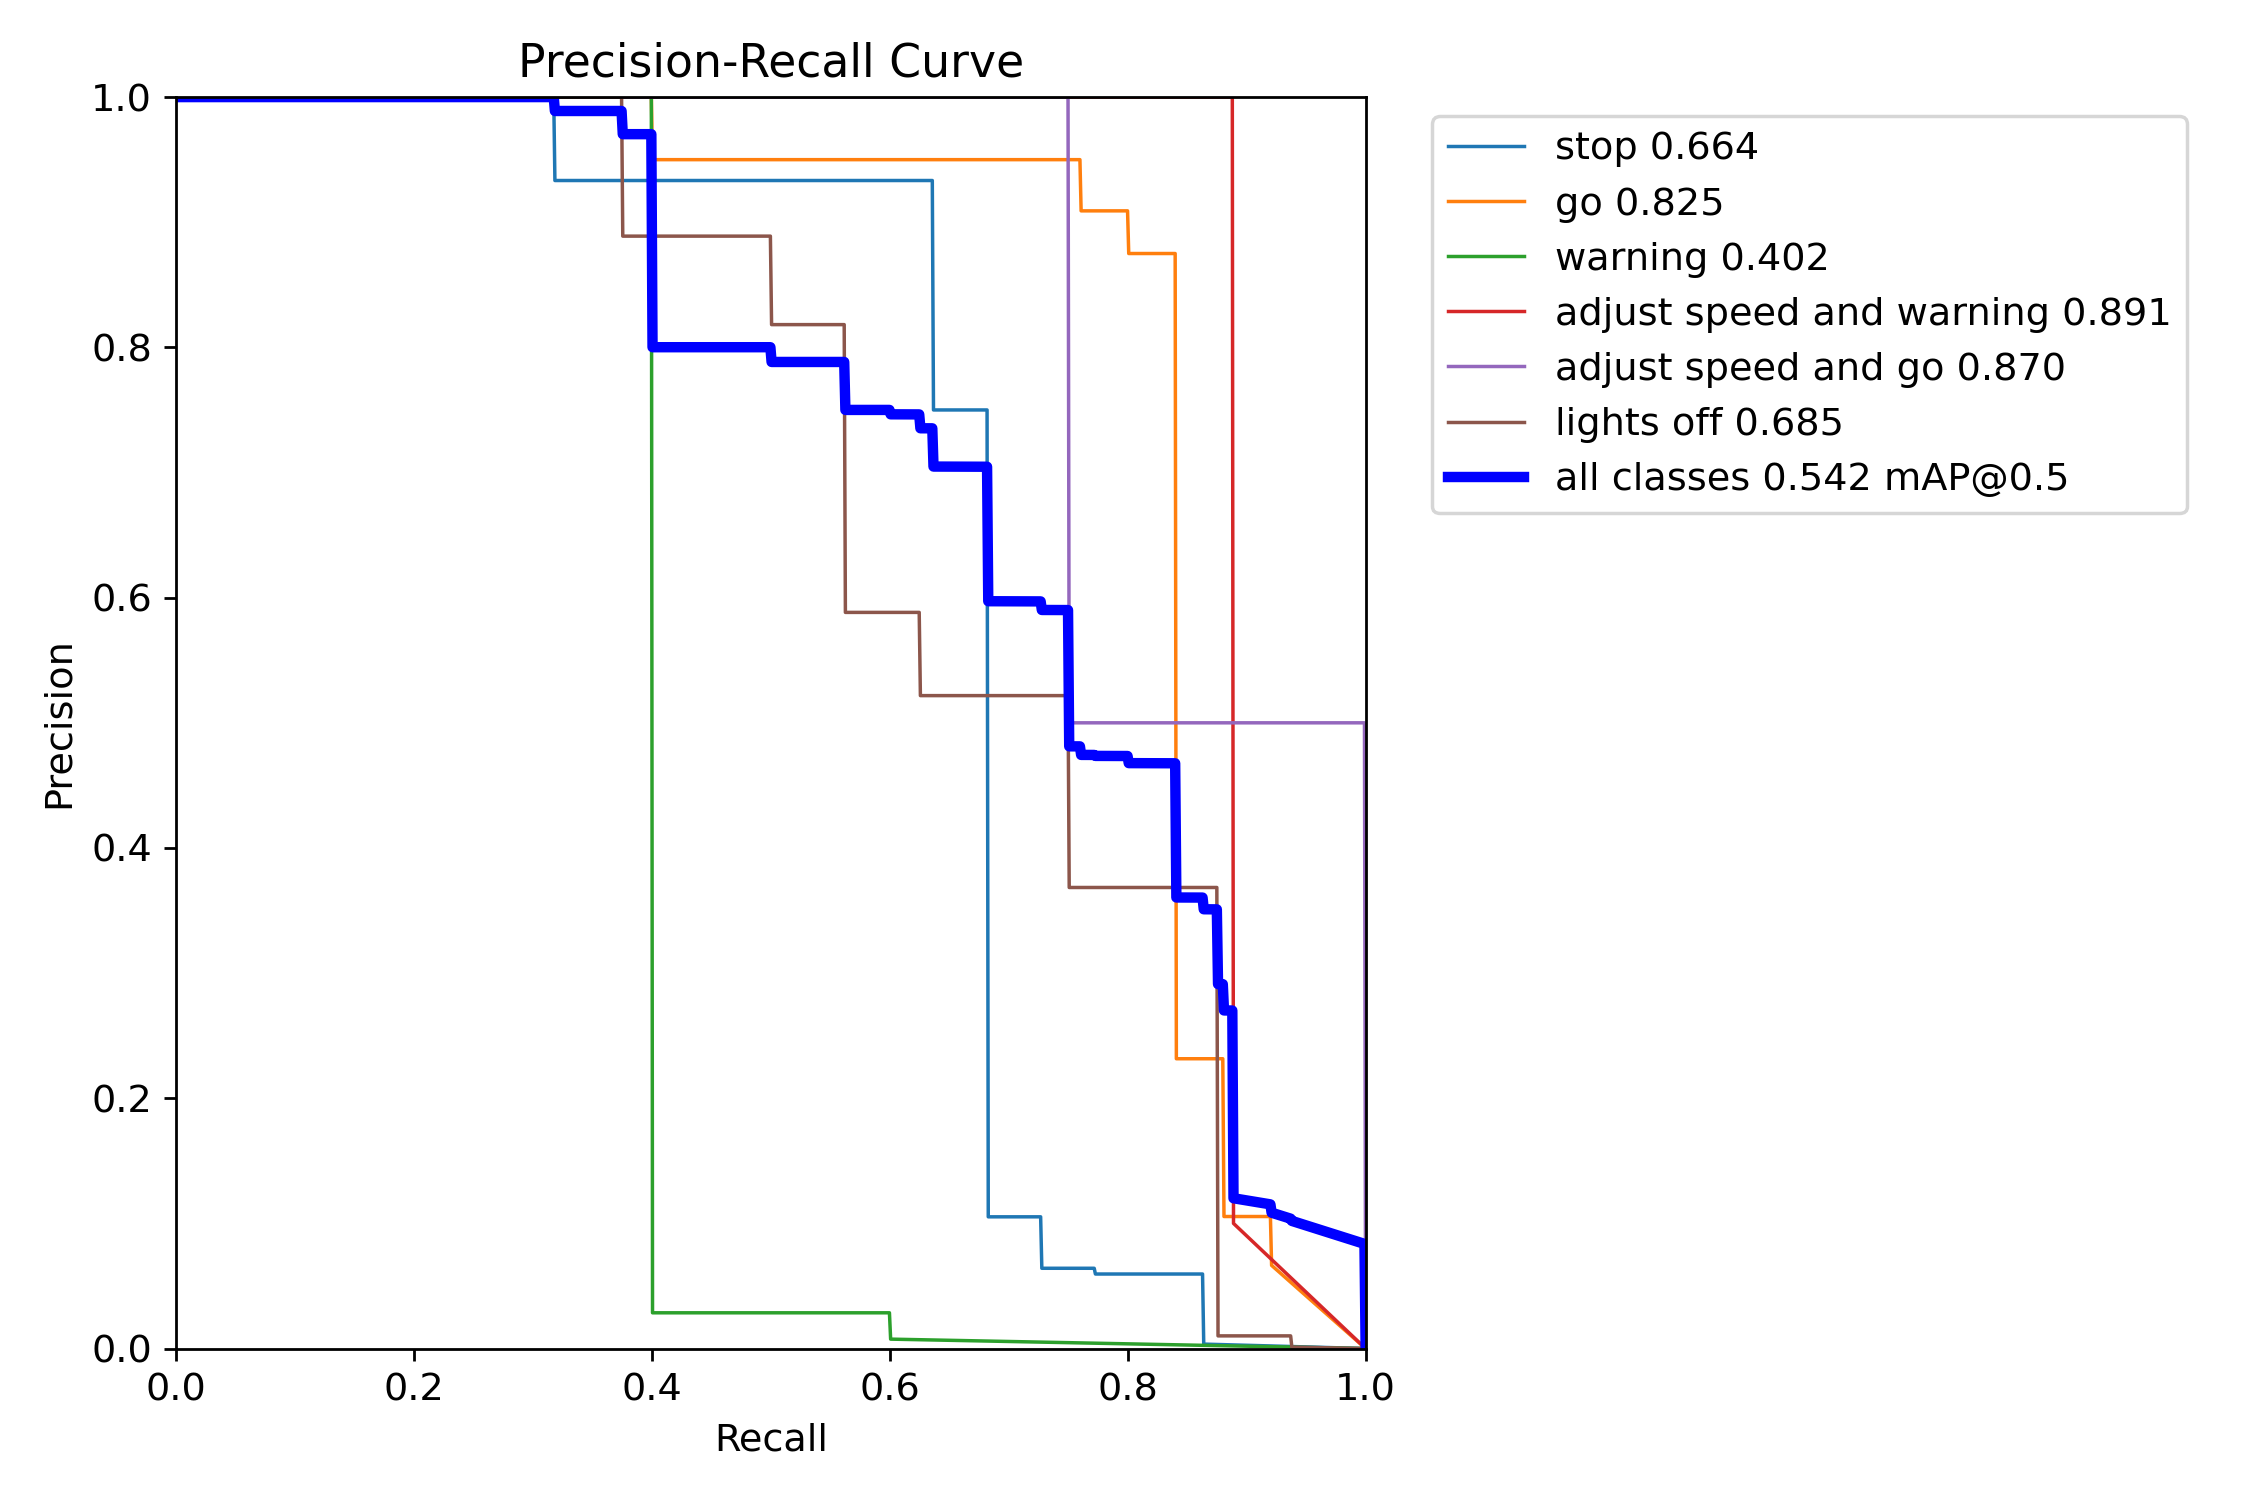 Precision-Recall Curve
1.0
0.8
0.6
0.4
0.2
0.0
Precision
0.0 0.2 0.4 0.6 0.8 1.0
Recall
stop 0.664
go 0.825
warning 0.402
adjust speed and warning 0.891
adjust speed and go 0.870
lights off 0.685
all classes 0.542 mAP@0.5